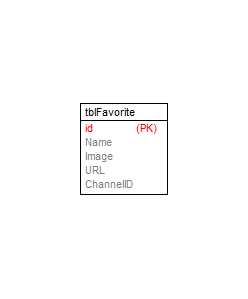 tblFavorite
id (PK)
Name
Image
URL
ChannelID